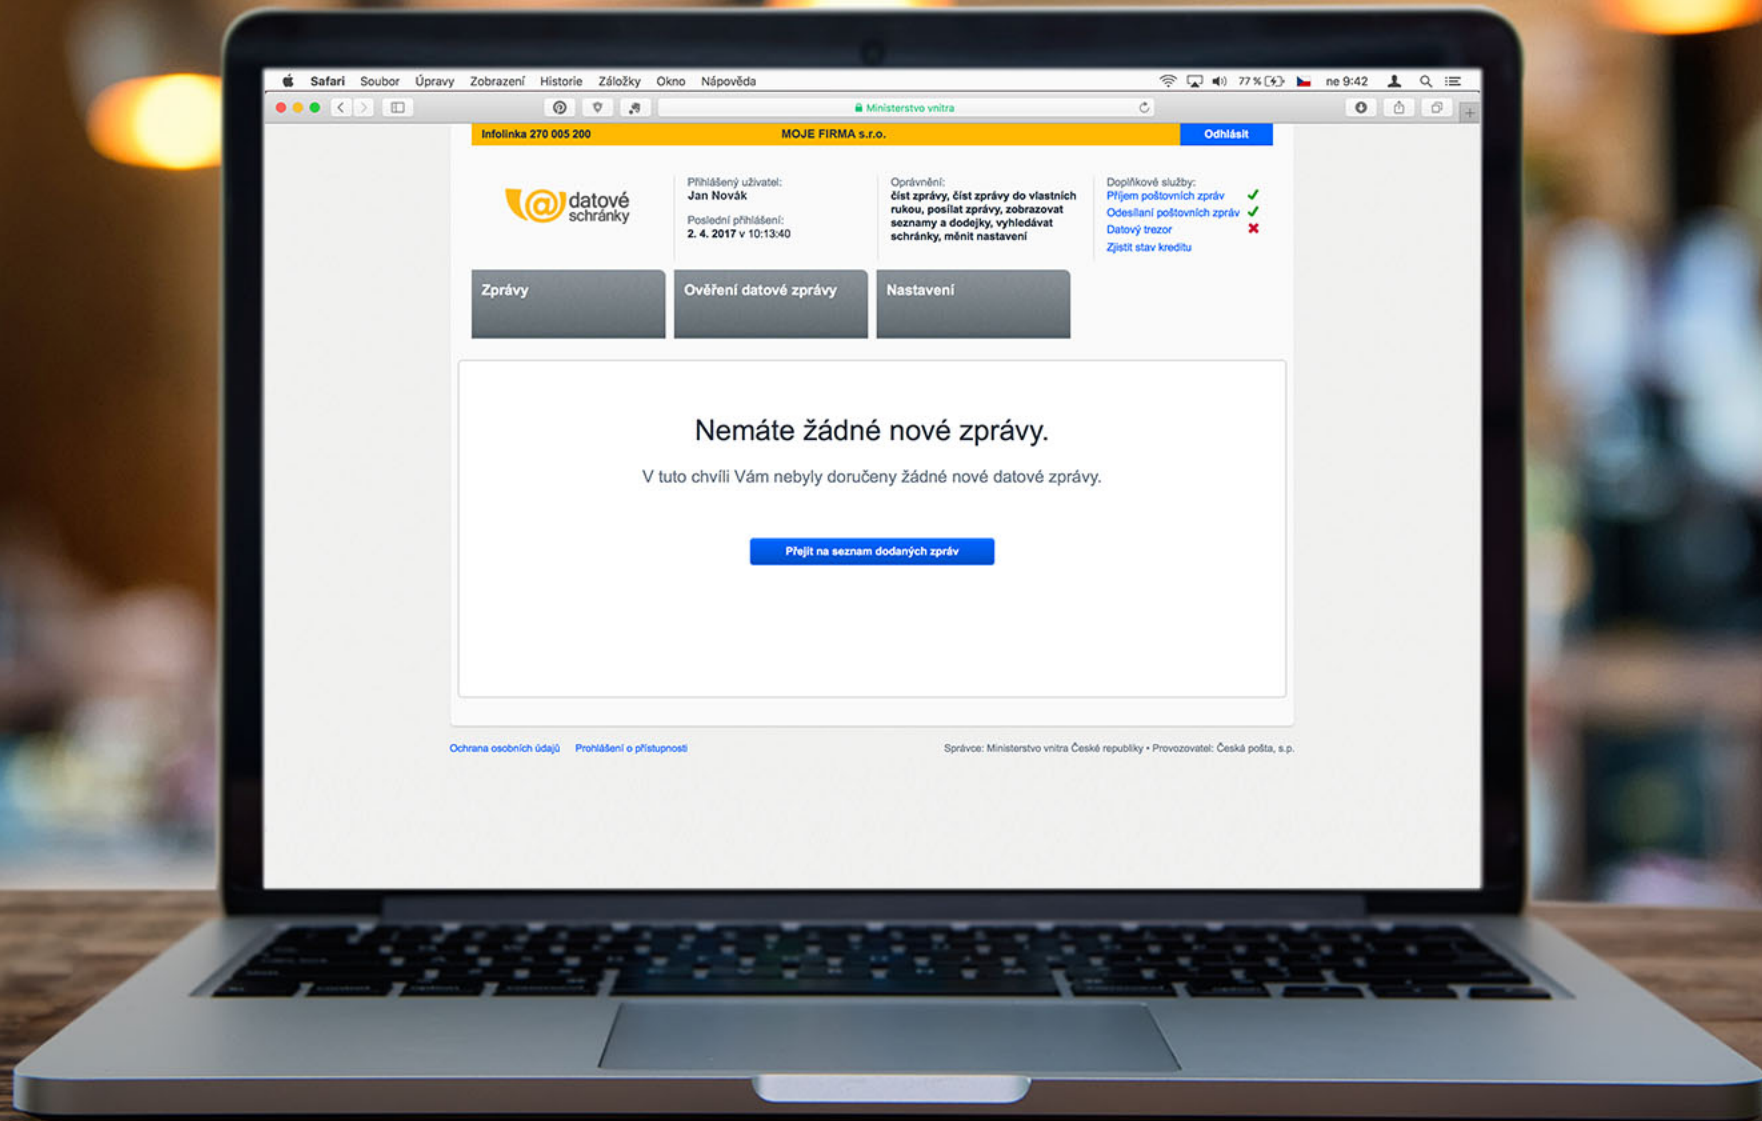 Safari Soubor Úpravy Zobrazení Historie Záložky Okno Nápověda 77 % ne 9:42
Ministerstvo vnitra
Infolinka 270 005 200 MOJE FIRMA s.r.o. Odhlásit
datové
schránky
Přihlášený uživatel:
Jan Novák
Poslední přihlášení:
2. 4. 2017 v 10:13:40
Oprávnění:
číst zprávy, číst zprávy do vlastních
rukou, posílat zprávy, zobrazovat
seznamy a dodejky, vyhledávat
schránky, měnit nastavení
Doplňkové služby:
Příjem poštovních zpráv
Odesílaní poštovních zpráv
Datový trezor
Zjistit stav kreditu
Zprávy Ověření datové zprávy Nastavení
Nemáte žádné nové zprávy.
V tuto chvíli Vám nebyly doručeny žádné nové datové zprávy.
Přejít na seznam dodaných zpráv
Ochrana osobních údajů Prohlášení o přístupnosti Správce: Ministerstvo vnitra České republiky • Provozovatel: Česká pošta, s.p.